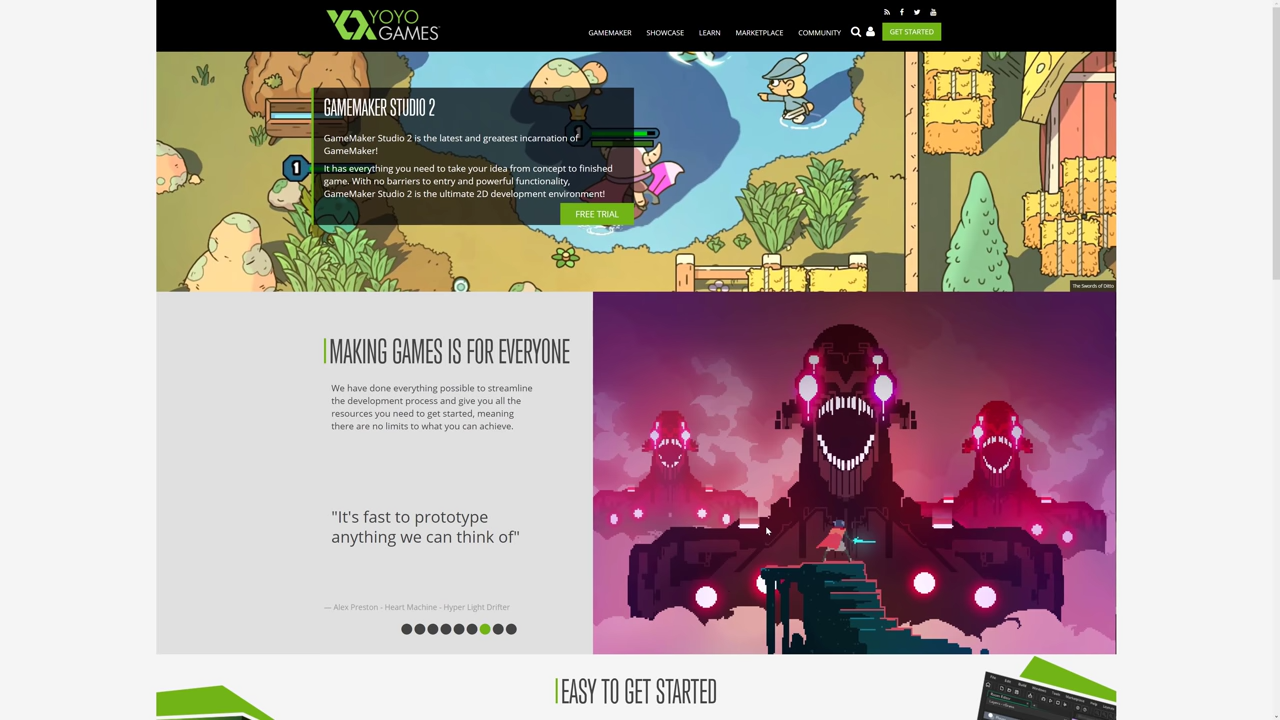 YOYO
GAMES
GAMEMAKER SHOWCASE LEARN MARKETPLACE COMMUNITY GET STARTED
GAMEMAKER STUDIO 2
GameMaker Studio 2 is the latest and greatest incarnation of
GameMaker!
It has everything you need to take your idea from concept to finished
game. With no barriers to entry and powerful functionality,
GameMaker Studio 2 is the ultimate 2D development environment!
FREE TRIAL
1
The Swords of Ditto
MAKING GAMES IS FOR EVERYONE
We have done everything possible to streamline
the development process and give you all the
resources you need to get started, meaning
there are no limits to what you can achieve.
"It's fast to prototype
anything we can think of"
— Alex Preston - Heart Machine - Hyper Light Drifter
EASY TO GET STARTED